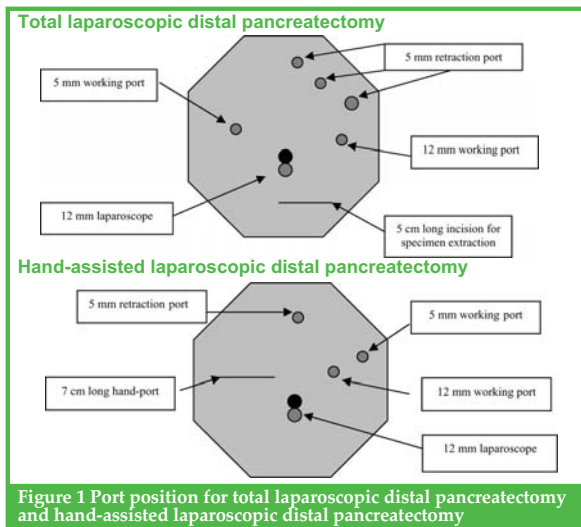 Total laparoscopic distal pancreatectomy
5 mm working port
5 mm retraction port
12 mm working port
12 mm laparoscope
5 cm long incision for
specimen extraction
Hand-assisted laparoscopic distal pancreatectomy
5 mm retraction port
5 mm working port
7 cm long hand-port
12 mm working port
12 mm laparoscope
Figure 1 Port position for total laparoscopic distal pancreatectomy
and hand-assisted laparoscopic distal pancreatectomy